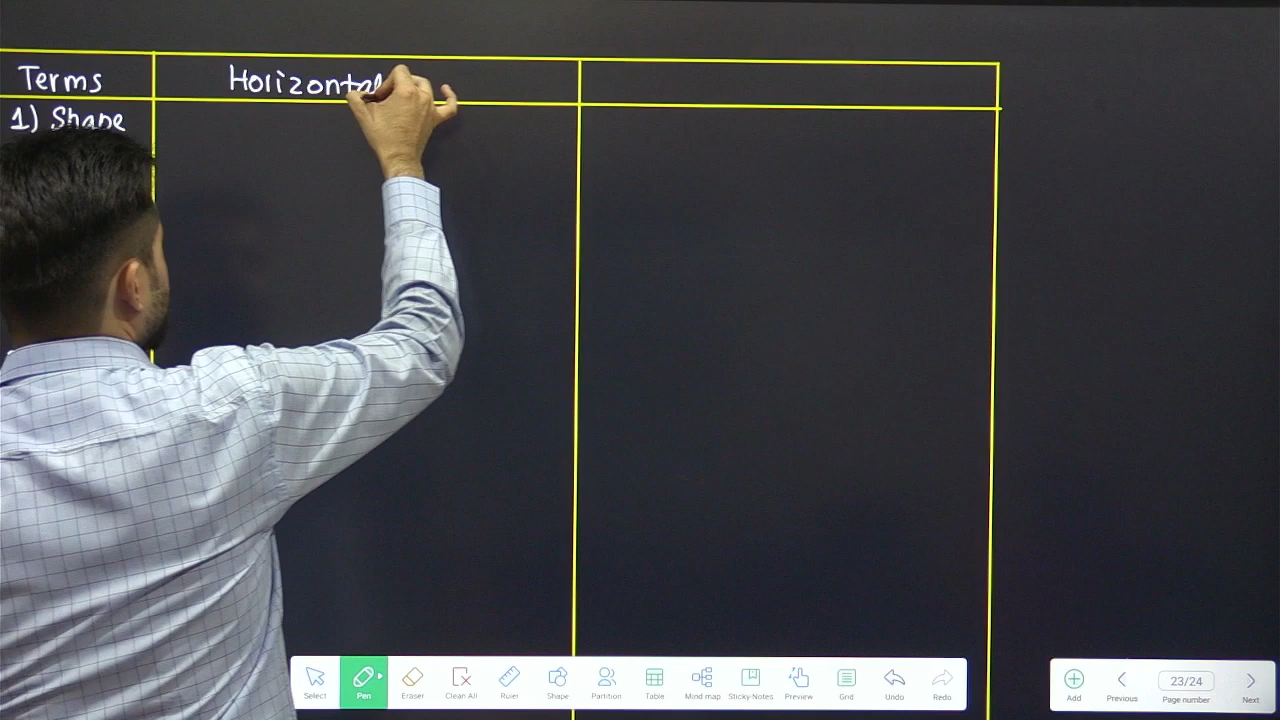 Terms Horizontal
1) Shape
Select Pen Eraser Clean All Ruler Shape Partition Table Mind map Sticky-Notes Preview Grid Undo Redo
Add Previous 23/24 Page number Next